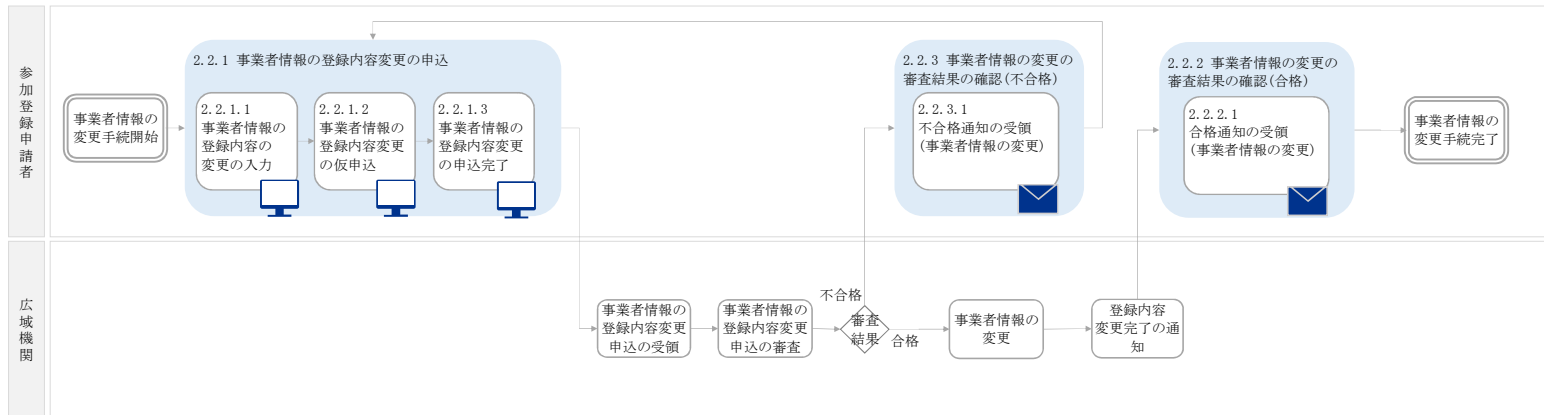 参加登録申請者
事業者情報の
変更手続開始
2.2.1 事業者情報の登録内容変更の申込
2.2.1.1
事業者情報の
登録内容の
変更の入力
2.2.1.2
事業者情報の
登録内容変更
の仮申込
2.2.1.3
事業者情報の
登録内容変更
の申込完了
2.2.3 事業者情報の変更の
審査結果の確認(不合格)
2.2.3.1
不合格通知の受領
(事業者情報の変更)
2.2.2 事業者情報の変更の
審査結果の確認(合格)
2.2.2.1
合格通知の受領
(事業者情報の変更)
事業者情報の
変更手続完了
広域機関
事業者情報の
登録内容変更
申込の受領
事業者情報の
登録内容変更
申込の審査
不合格
審査
結果
合格
事業者情報の
変更
登録内容
変更完了の通
知